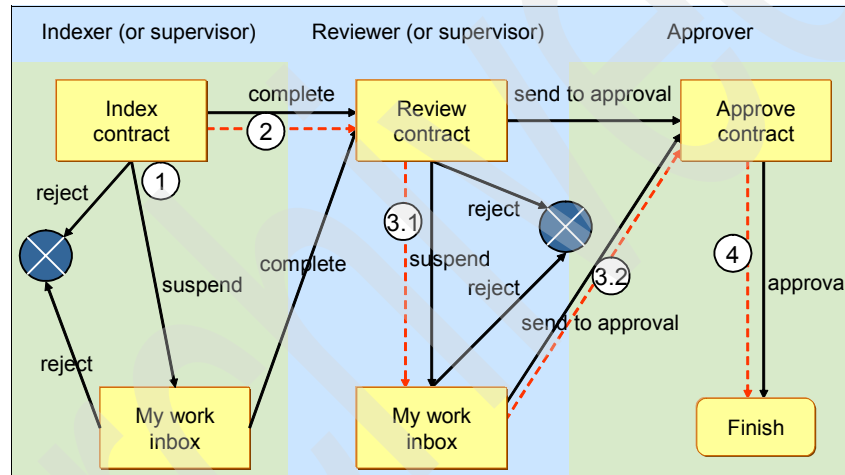 Indexer (or supervisor)
Reviewer (or supervisor)
Approver
Index
contract
complete
2
Review
contract
send to approval
Approve
contract
1
reject
3.1
reject
suspend
complete
suspend
reject
3.2
4
approva
send to approval
reject
My work
inbox
My work
inbox
Finish